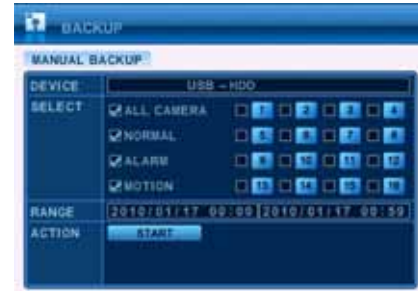 BACKUP
MANUAL BACKUP
DEVICE USB - HDD
SELECT ALL CAMERA 1 2 3 4
NORMAL 5 6 7 8
ALARM 9 10 11 12
MOTION 13 14 15 16
RANGE 2010/01/17 00:00 2010/01/17 00:59
ACTION START